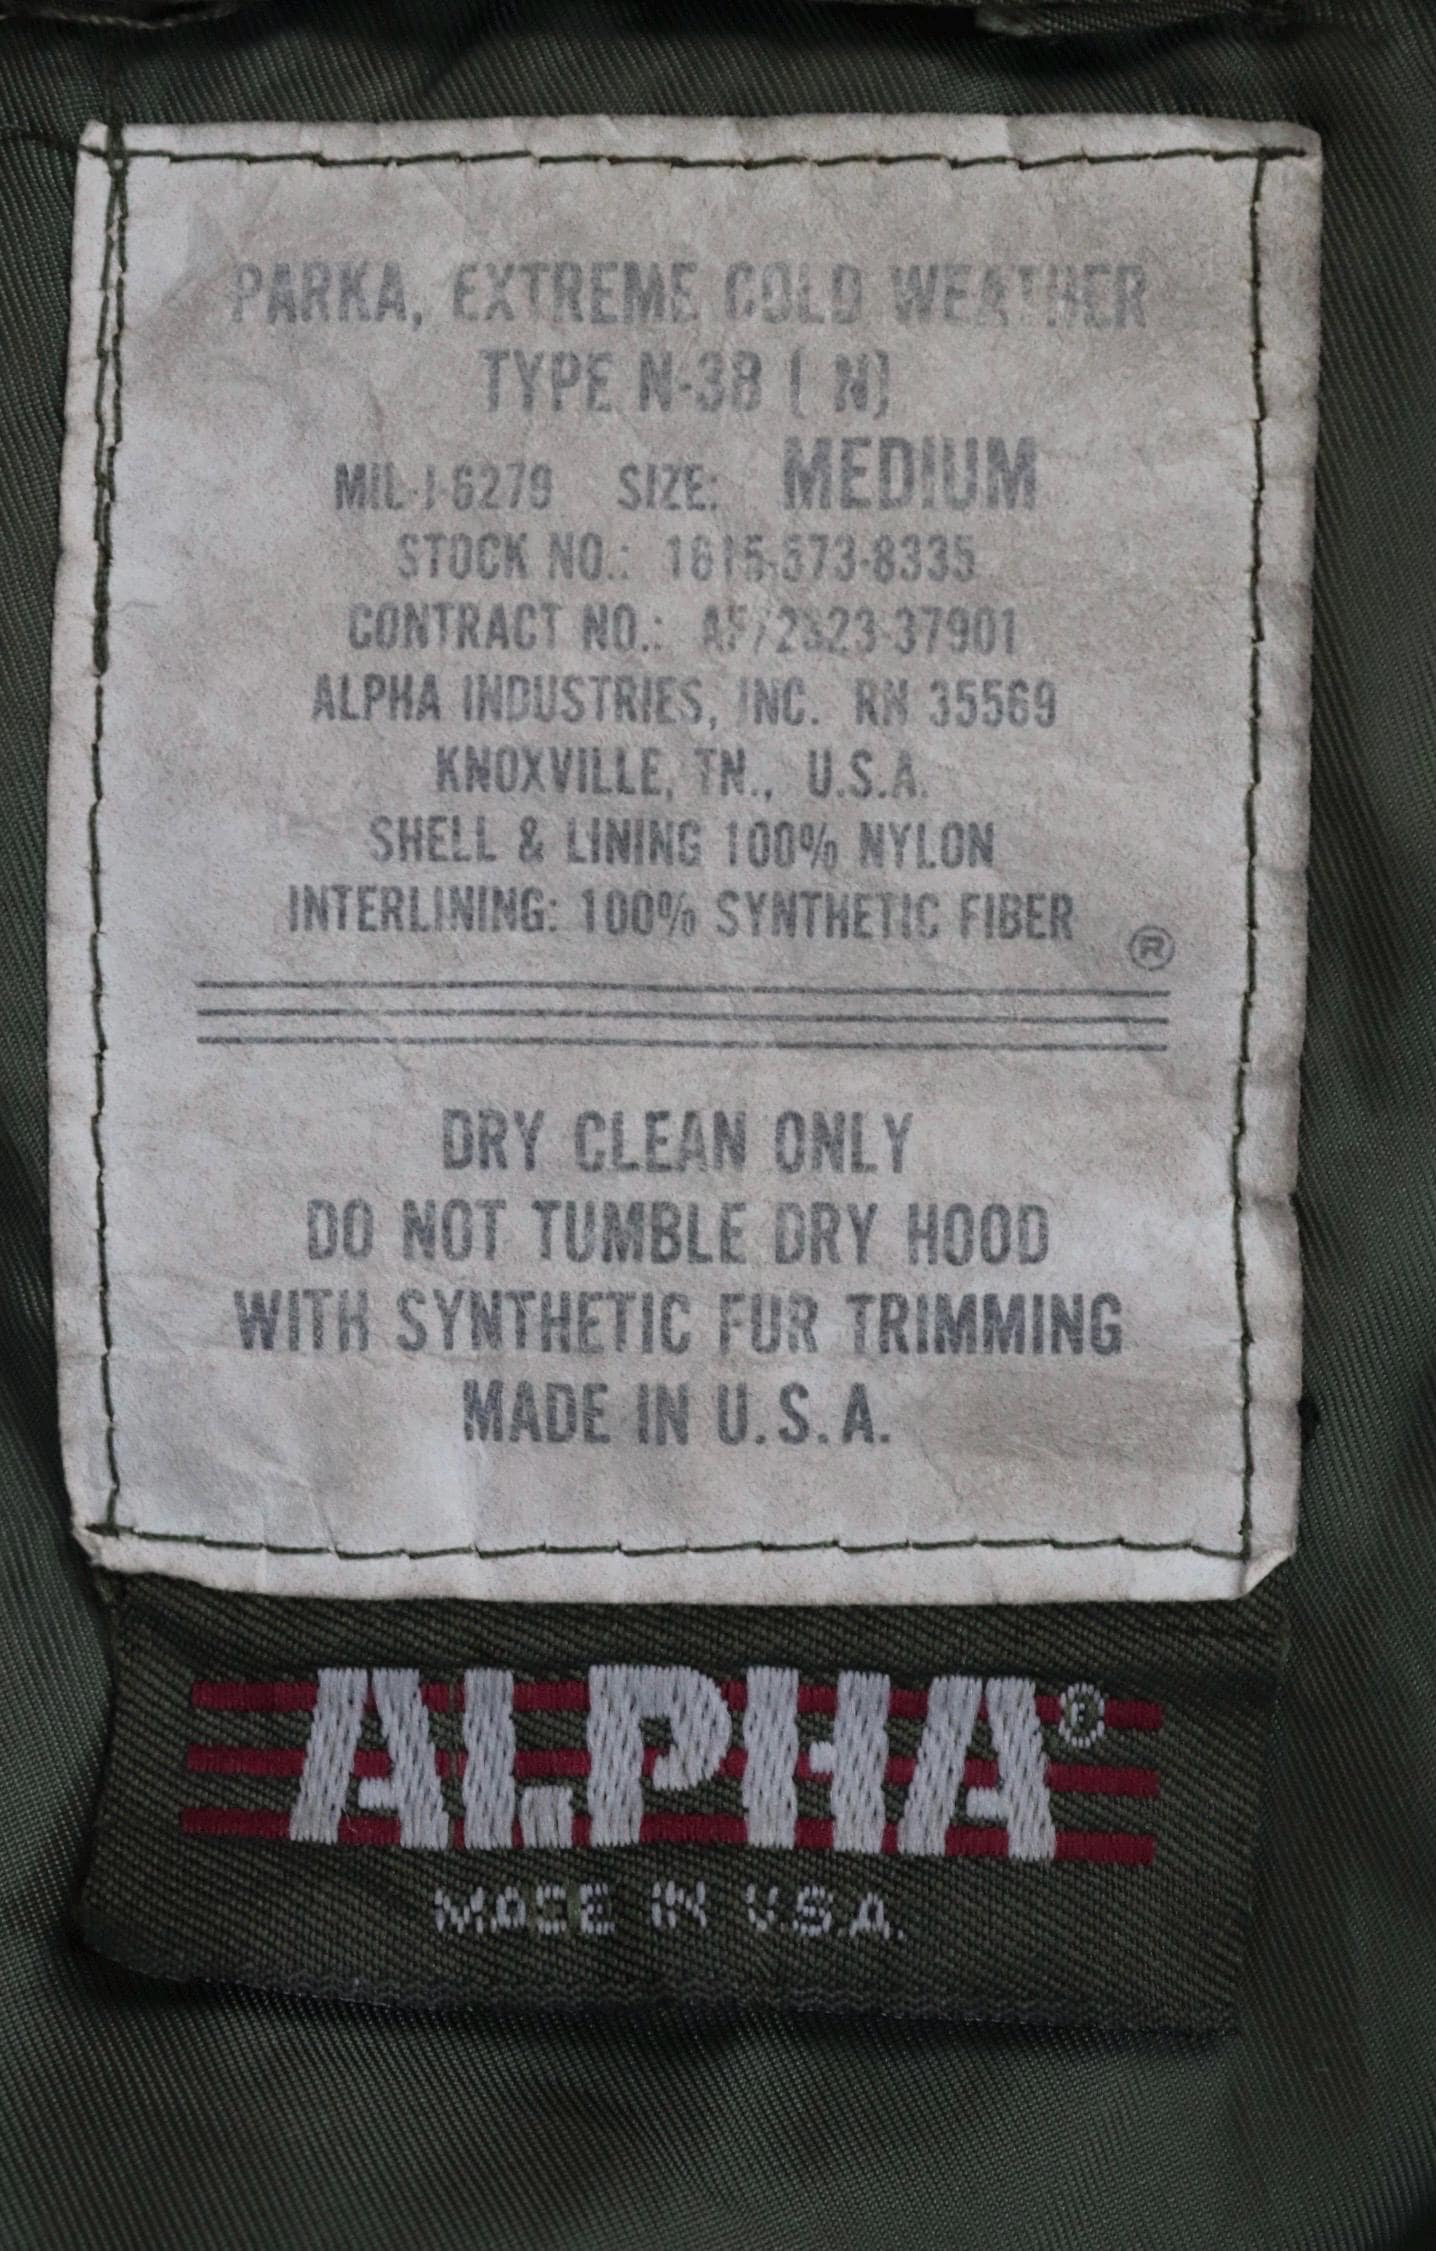 PARKA, EXTREME COLD WEATHER
TYPE N-3B ( N)
MIL-J-6279 SIZE: MEDIUM
STOCK NO.: 1615-573-8335
CONTRACT NO.: 37901
ALPHA INDUSTRIES, INC. RN 35569
KNOXVILLE, TN., U.S.A.
SHELL & LINING 100% NYLON
INTERLINING: 100% SYNTHETIC FIBER
®
DRY CLEAN ONLY
DO NOT TUMBLE DRY HOOD
WITH SYNTHETIC FUR TRIMMING
MADE IN U.S.A.
ALPHA®
MADE IN U.S.A.